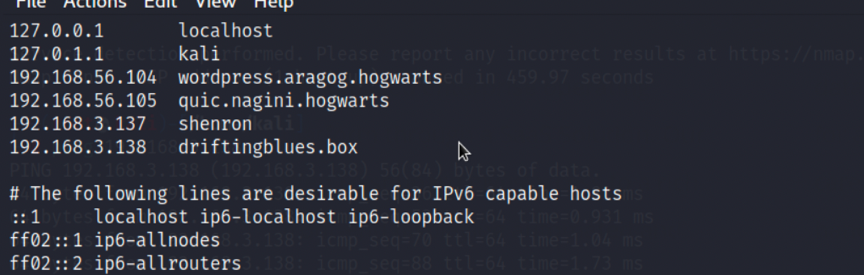 File Actions Edit View Help
127.0.0.1 localhost
127.0.1.1 kali
192.168.56.104 wordpress.aragog.hogwarts
192.168.56.105 quic.nagini.hogwarts
192.168.3.137 shenron
192.168.3.138 driftingblues.box
# The following lines are desirable for IPv6 capable hosts
::1 localhost ip6-localhost ip6-loopback
ff02::1 ip6-allnodes
ff02::2 ip6-allrouters